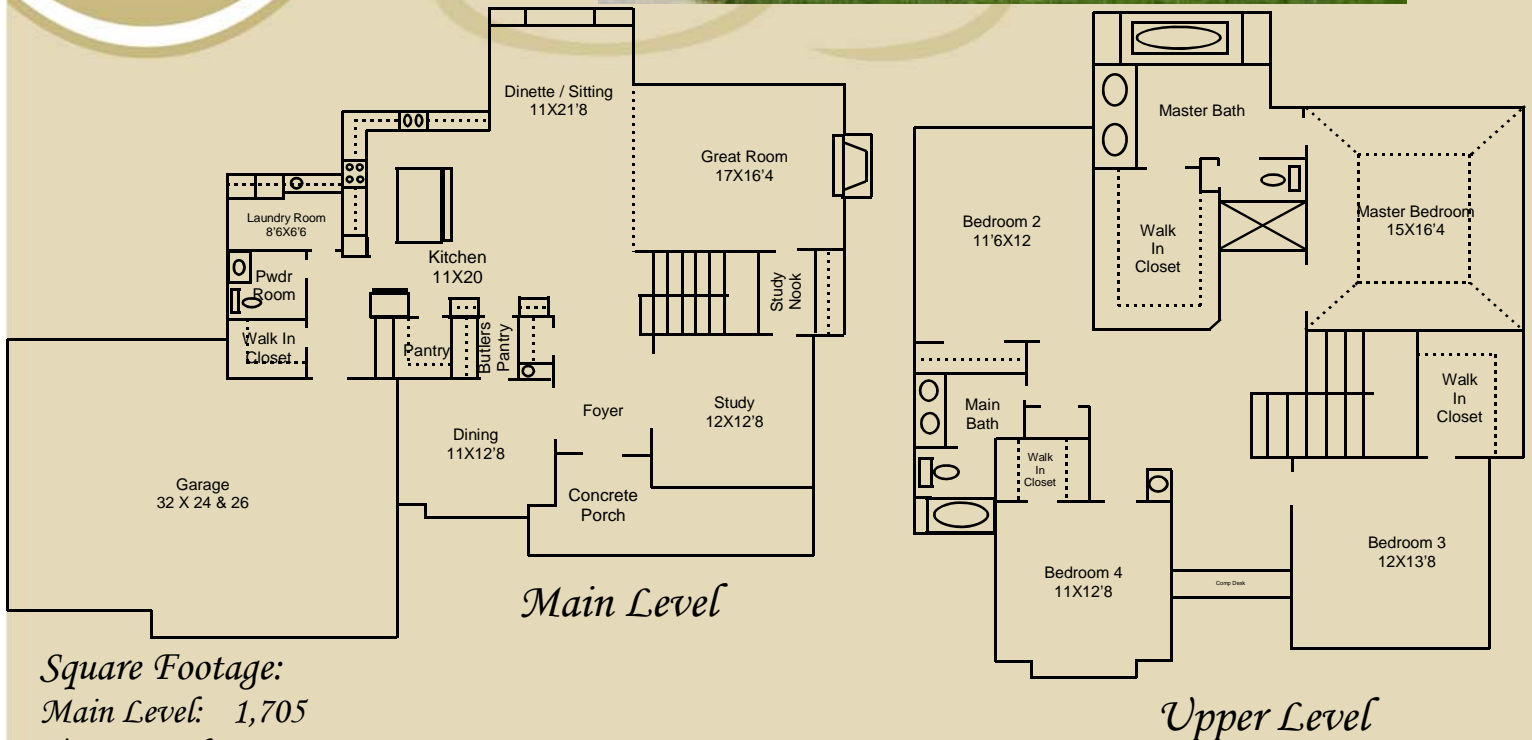 Dinette / Sitting
11X21'8
Great Room
17X16'4
Laundry Room
8'6X6'6
Kitchen
11X20
Pwdr
Room
Walk In
Closet
Pantry
Butlers
Pantry
Study
Nook
Foyer
Study
12X12'8
Dining
11X12'8
Garage
32 X 24 & 26
Concrete
Porch
Main Level
Square Footage:
Main Level: 1,705
Master Bath
Bedroom 2
11'6X12
Walk
In
Closet
Master Bedroom
15X16'4
Main
Bath
Walk
In
Closet
Walk
In
Closet
Bedroom 3
12X13'8
Bedroom 4
11X12'8
Comp Desk
Upper Level